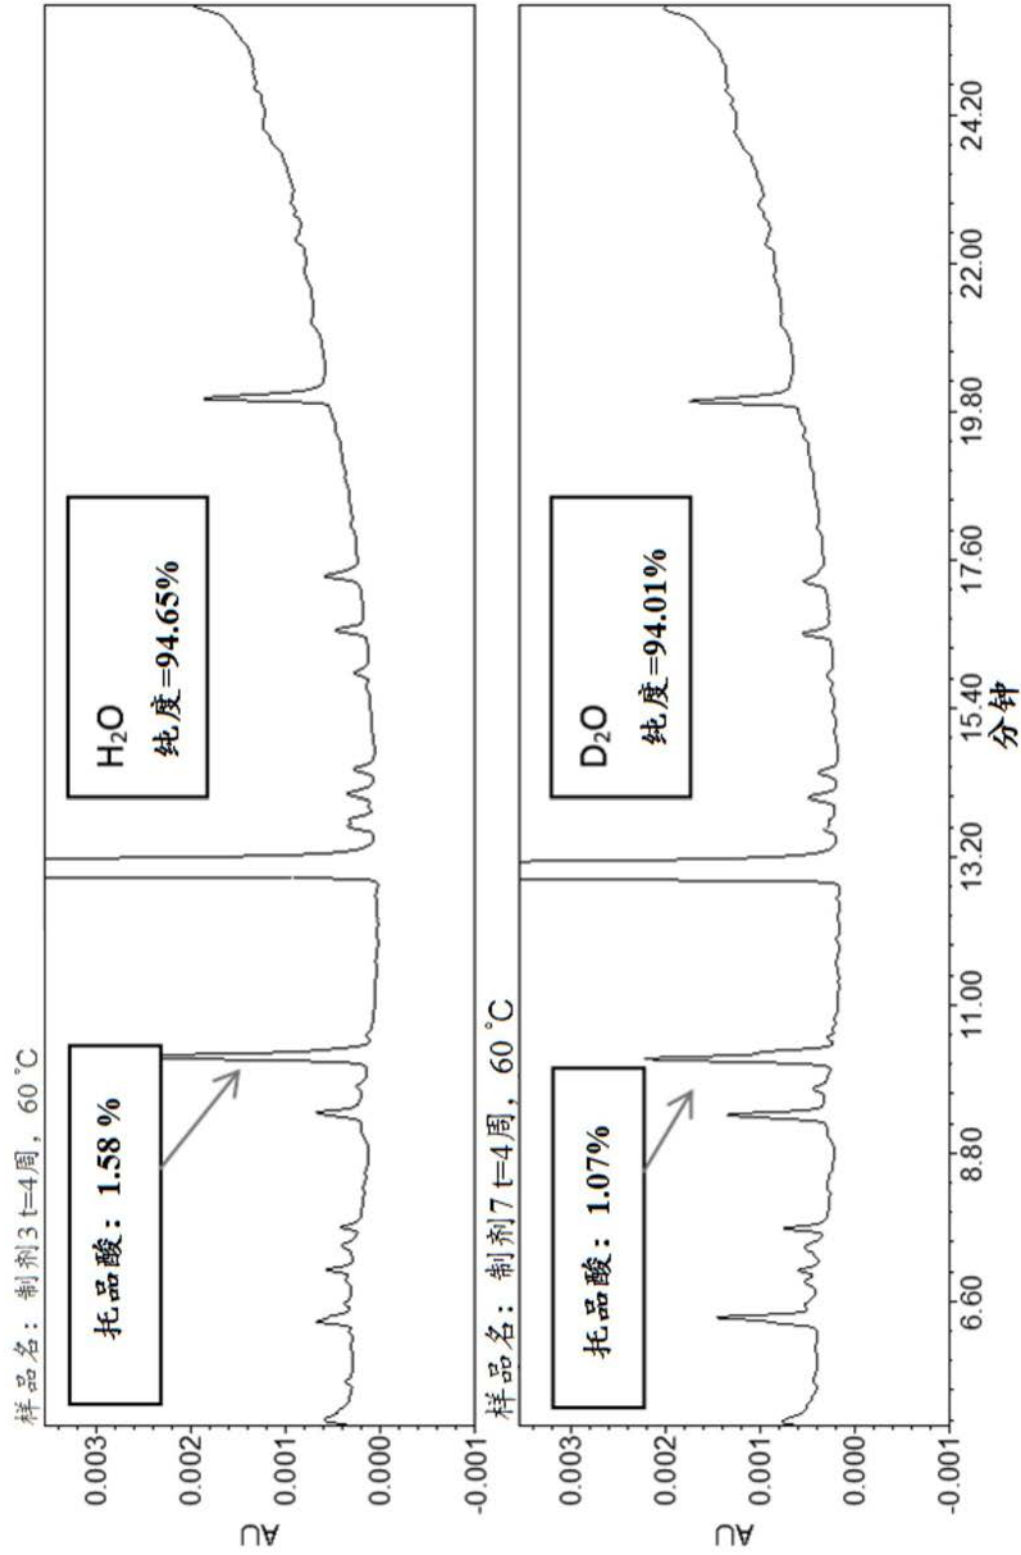 样品名：制剂3 t=4周，60°C
H₂O
纯度=94.65%
托品酸：1.58 %
AU
0.003
0.002
0.001
0.000
-0.001
样品名：制剂7 t=4周，60°C
D₂O
纯度=94.01%
托品酸：1.07%
AU
0.003
0.002
0.001
0.000
-0.001
6.60
8.80
11.00
13.20
15.40
17.60
19.80
22.00
24.20
分钟